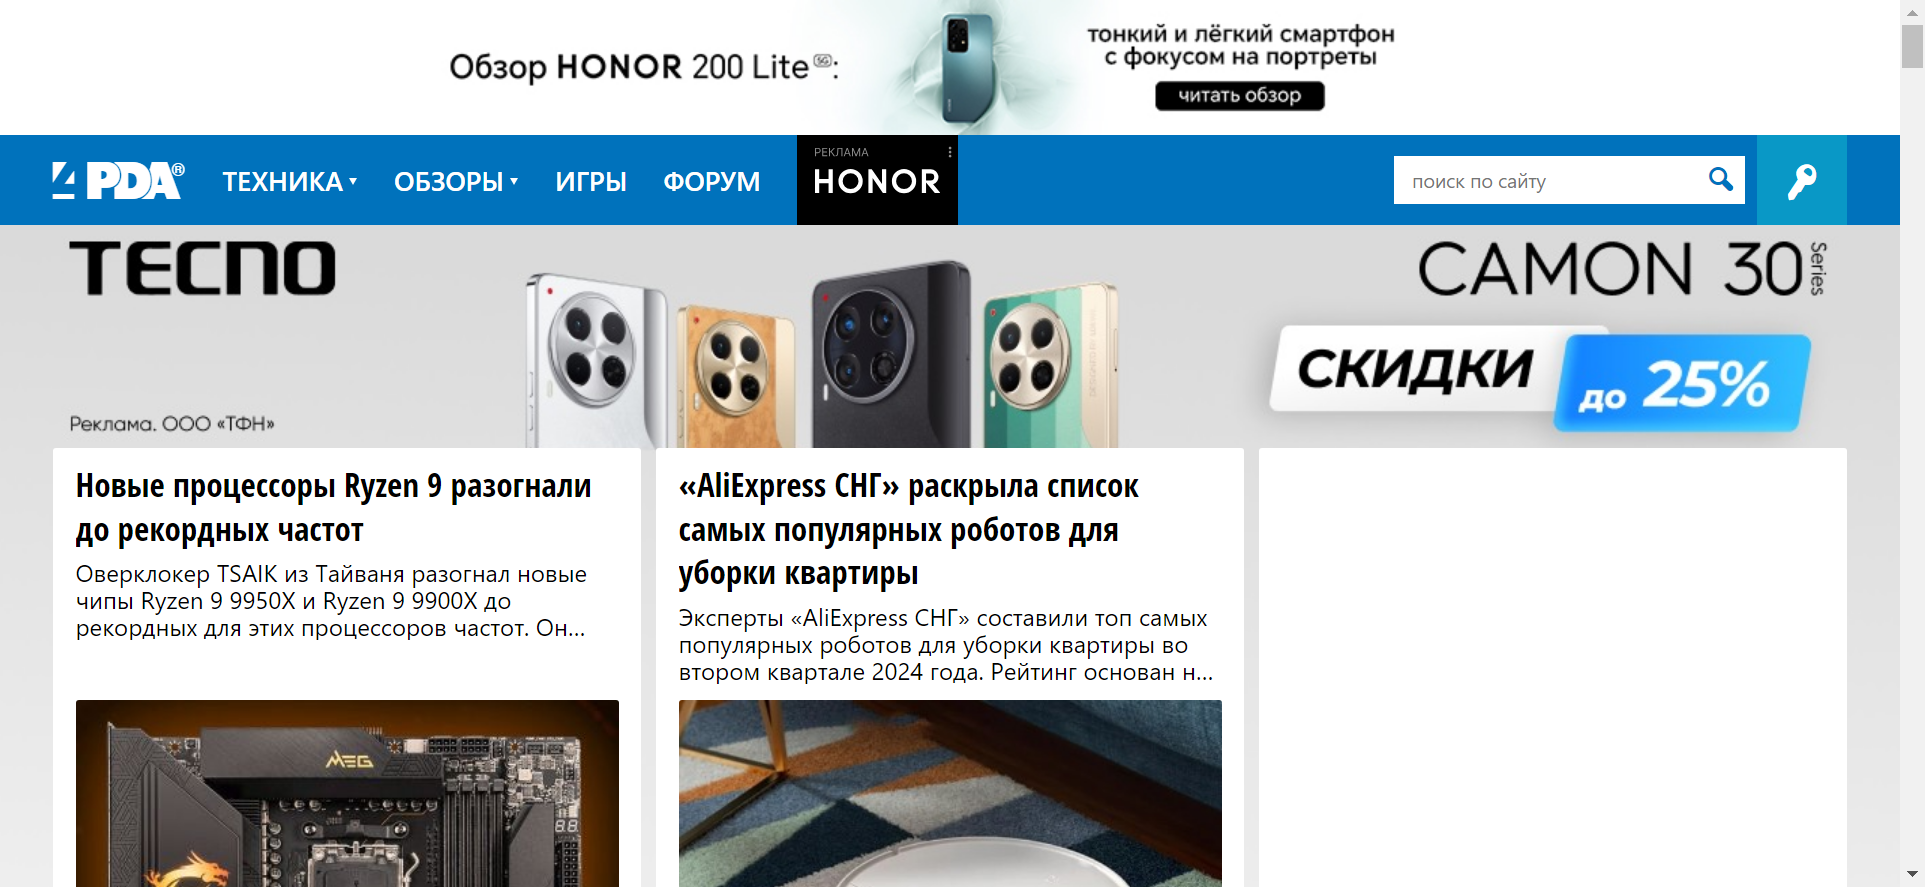 Обзор HONOR 200 Lite 5G:
тонкий и лёгкий смартфон
с фокусом на портреты
читать обзор
4PDA®
ТЕХНИКА
ОБЗОРЫ
ИГРЫ
ФОРУМ
РЕКЛАМА
HONOR
поиск по сайту
TECNO
CAMON 30 Series
СКИДКИ
до 25%
Реклама. ООО «ТФН»
Новые процессоры Ryzen 9 разогнали
до рекордных частот
Оверклокер TSAIK из Тайваня разогнал новые
чипы Ryzen 9 9950X и Ryzen 9 9900X до
рекордных для этих процессоров частот. Он...
«AliExpress СНГ» раскрыла список
самых популярных роботов для
уборки квартиры
Эксперты «AliExpress СНГ» составили топ самых
популярных роботов для уборки квартиры во
втором квартале 2024 года. Рейтинг основан н...
MEG
88